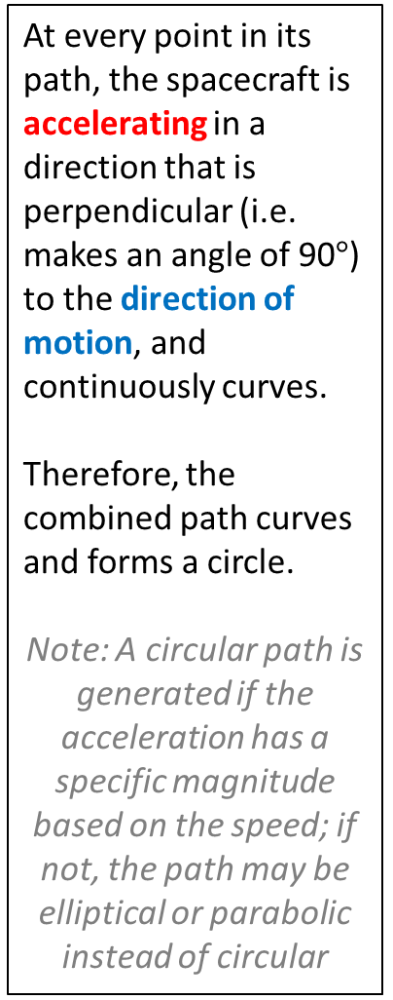 At every point in its
path, the spacecraft is
accelerating in a
direction that is
perpendicular (i.e.
makes an angle of 90°)
to the direction of
motion, and
continuously curves.
Therefore, the
combined path curves
and forms a circle.
Note: A circular path is
generated if the
acceleration has a
specific magnitude
based on the speed; if
not, the path may be
elliptical or parabolic
instead of circular